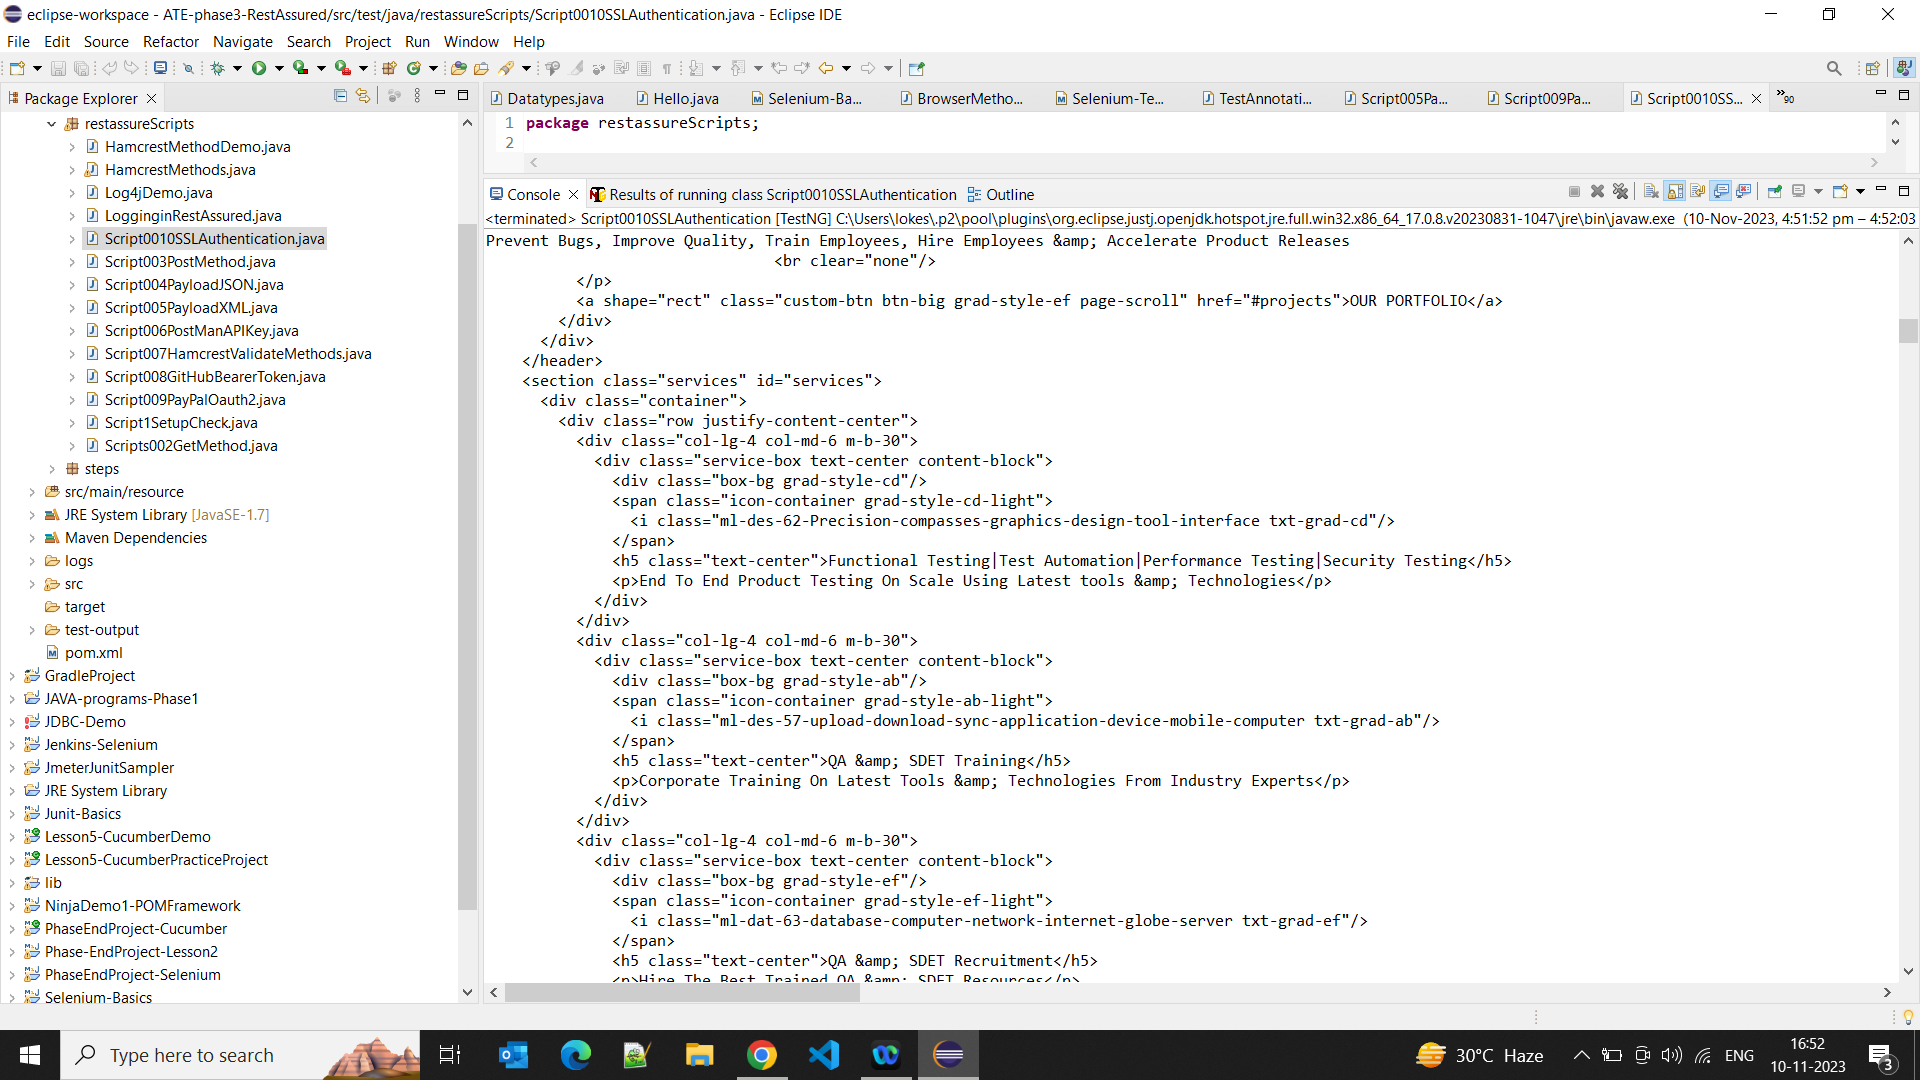 eclipse-workspace - ATE-phase3-RestAssured/src/test/java/restassureScripts/Script0010SSLAuthentication.java - Eclipse IDE
File Edit Source Refactor Navigate Search Project Run Window Help
Package Explorer
restassureScripts
HamcrestMethodDemo.java
HamcrestMethods.java
Log4jDemo.java
LogginginRestAssured.java
Script0010SSLAuthentication.java
Script003PostMethod.java
Script004PayloadJSON.java
Script005PayloadXML.java
Script006PostManAPIKey.java
Script007HamcrestValidateMethods.java
Script008GitHubBearerToken.java
Script009PayPalOauth2.java
Script1SetupCheck.java
Scripts002GetMethod.java
steps
src/main/resource
JRE System Library [JavaSE-1.7]
Maven Dependencies
logs
src
target
test-output
pom.xml
GradleProject
JAVA-programs-Phase1
JDBC-Demo
Jenkins-Selenium
JmeterJunitSampler
JRE System Library
Junit-Basics
Lesson5-CucumberDemo
Lesson5-CucumberPracticeProject
lib
NinjaDemo1-POMFramework
PhaseEndProject-Cucumber
Phase-EndProject-Lesson2
PhaseEndProject-Selenium
Selenium-Basics
Datatypes.java Hello.java Selenium-Ba... BrowserMetho... Selenium-Te... TestAnnotati... Script005Pa... Script009Pa... Script0010SS... 90
1 package restassureScripts;
2
Console Results of running class Script0010SSLAuthentication Outline
<terminated> Script0010SSLAuthentication [TestNG] C:\Users\lokes\.p2\pool\plugins\org.eclipse.justj.openjdk.hotspot.jre.full.win32.x86_64_17.0.8.v20230831-1047\jre\bin\javaw.exe (10-Nov-2023, 4:51:52 pm – 4:52:03
Prevent Bugs, Improve Quality, Train Employees, Hire Employees &amp; Accelerate Product Releases
<br clear="none"/>
</p>
<a shape="rect" class="custom-btn btn-big grad-style-ef page-scroll" href="#projects">OUR PORTFOLIO</a>
</div>
</div>
</header>
<section class="services" id="services">
<div class="container">
<div class="row justify-content-center">
<div class="col-lg-4 col-md-6 m-b-30">
<div class="service-box text-center content-block">
<div class="box-bg grad-style-cd"/>
<span class="icon-container grad-style-cd-light">
<i class="ml-des-62-Precision-compasses-graphics-design-tool-interface txt-grad-cd"/>
</span>
<h5 class="text-center">Functional Testing|Test Automation|Performance Testing|Security Testing</h5>
<p>End To End Product Testing On Scale Using Latest tools &amp; Technologies</p>
</div>
</div>
<div class="col-lg-4 col-md-6 m-b-30">
<div class="service-box text-center content-block">
<div class="box-bg grad-style-ab"/>
<span class="icon-container grad-style-ab-light">
<i class="ml-des-57-upload-download-sync-application-device-mobile-computer txt-grad-ab"/>
</span>
<h5 class="text-center">QA &amp; SDET Training</h5>
<p>Corporate Training On Latest Tools &amp; Technologies From Industry Experts</p>
</div>
</div>
<div class="col-lg-4 col-md-6 m-b-30">
<div class="service-box text-center content-block">
<div class="box-bg grad-style-ef"/>
<span class="icon-container grad-style-ef-light">
<i class="ml-dat-63-database-computer-network-internet-globe-server txt-grad-ef"/>
</span>
<h5 class="text-center">QA &amp; SDET Recruitment</h5>
<p>Hire The Best Trained QA &amp; SDET Resources</p>
Type here to search
30°C Haze
ENG
16:52
10-11-2023
3